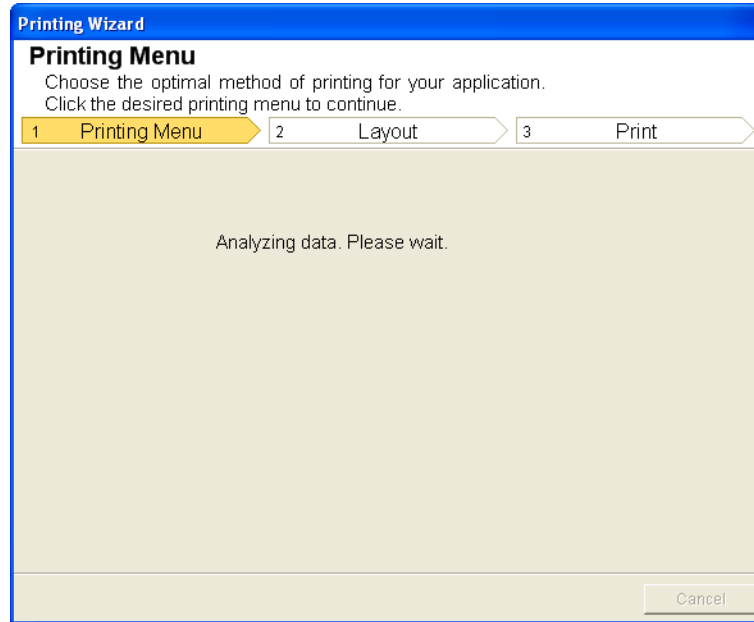 Printing Wizard
Printing Menu
Choose the optimal method of printing for your application.
Click the desired printing menu to continue.
1 Printing Menu 2 Layout 3 Print
Analyzing data. Please wait.
Cancel